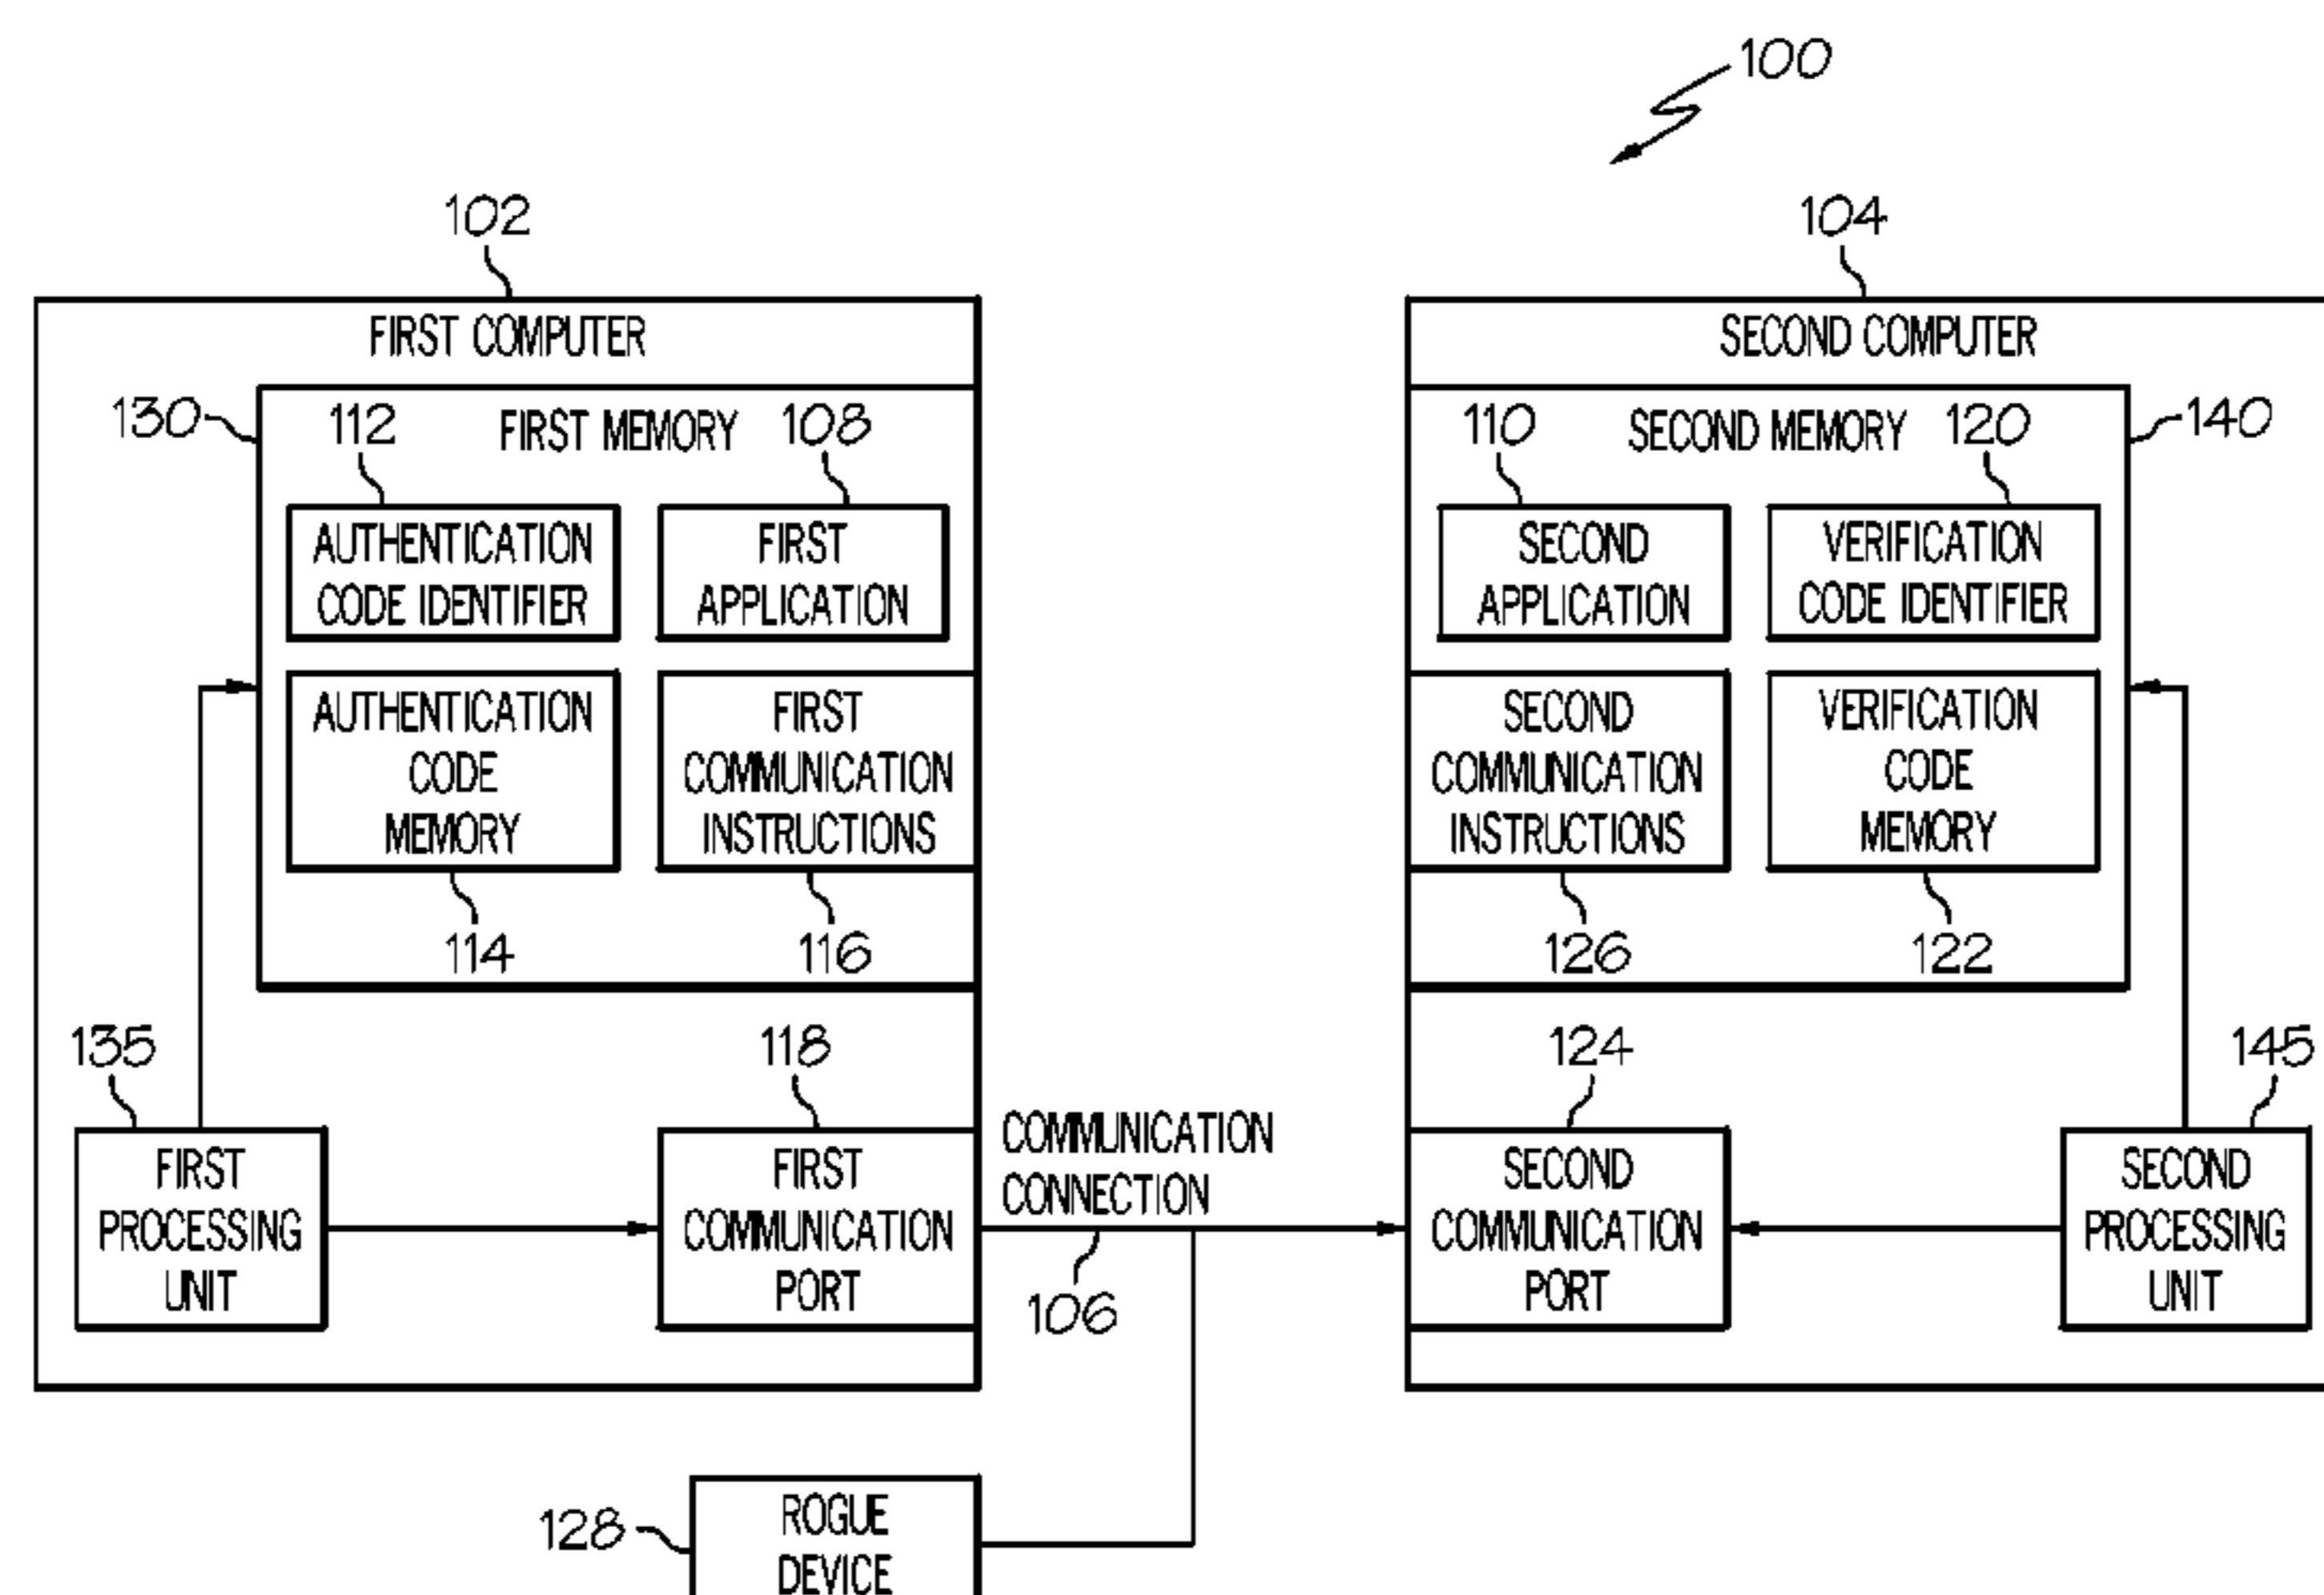 100
102
104
FIRST COMPUTER
SECOND COMPUTER
130
112
FIRST MEMORY
108
110
SECOND MEMORY
120
140
AUTHENTICATION
CODE IDENTIFIER
FIRST
APPLICATION
SECOND
APPLICATION
VERIFICATION
CODE IDENTIFIER
AUTHENTICATION
CODE
MEMORY
FIRST
COMMUNICATION
INSTRUCTIONS
SECOND
COMMUNICATION
INSTRUCTIONS
VERIFICATION
CODE
MEMORY
114
116
126
122
135
118
124
145
FIRST
PROCESSING
UNIT
FIRST
COMMUNICATION
PORT
COMMUNICATION
CONNECTION
106
SECOND
COMMUNICATION
PORT
SECOND
PROCESSING
UNIT
128
ROGUE
DEVICE